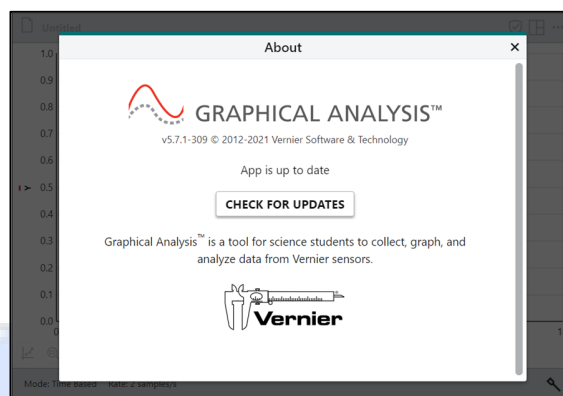 Untitled
About
×
1.0
0.9
GRAPHICAL ANALYSIS™
0.8
v5.7.1-309 © 2012-2021 Vernier Software & Technology
0.7
App is up to date
0.6
Y
0.5
CHECK FOR UPDATES
0.4
Graphical Analysis™ is a tool for science students to collect, graph, and
0.3
analyze data from Vernier sensors.
0.2
0.1
Vernier
0.0
0
1
Mode: Time Based Rate: 2 samples/s